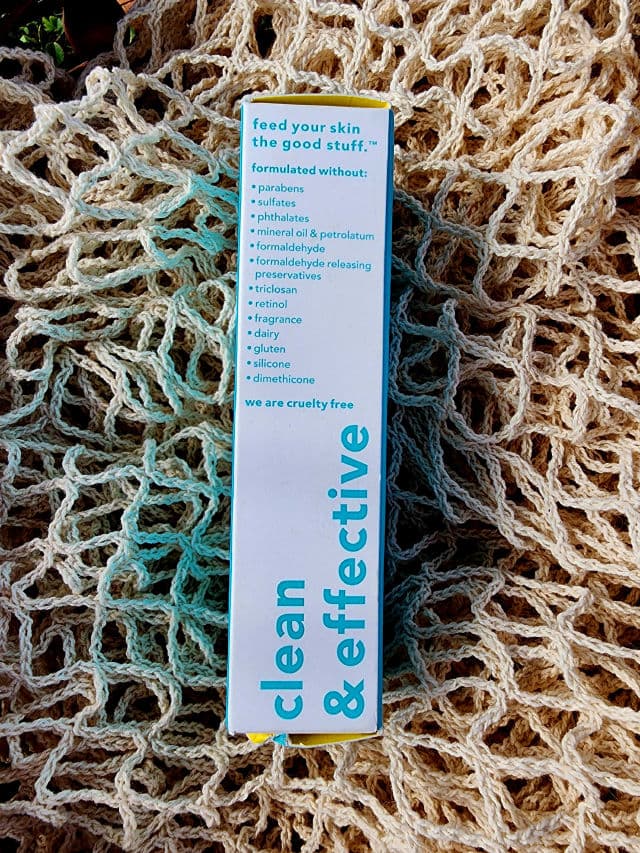 feed your skin
the good stuff.™
formulated without:
• parabens
• sulfates
• phthalates
• mineral oil & petrolatum
• formaldehyde
• formaldehyde releasing
preservatives
• triclosan
• retinol
• fragrance
• dairy
• gluten
• silicone
• dimethicone
we are cruelty free
clean
& effective